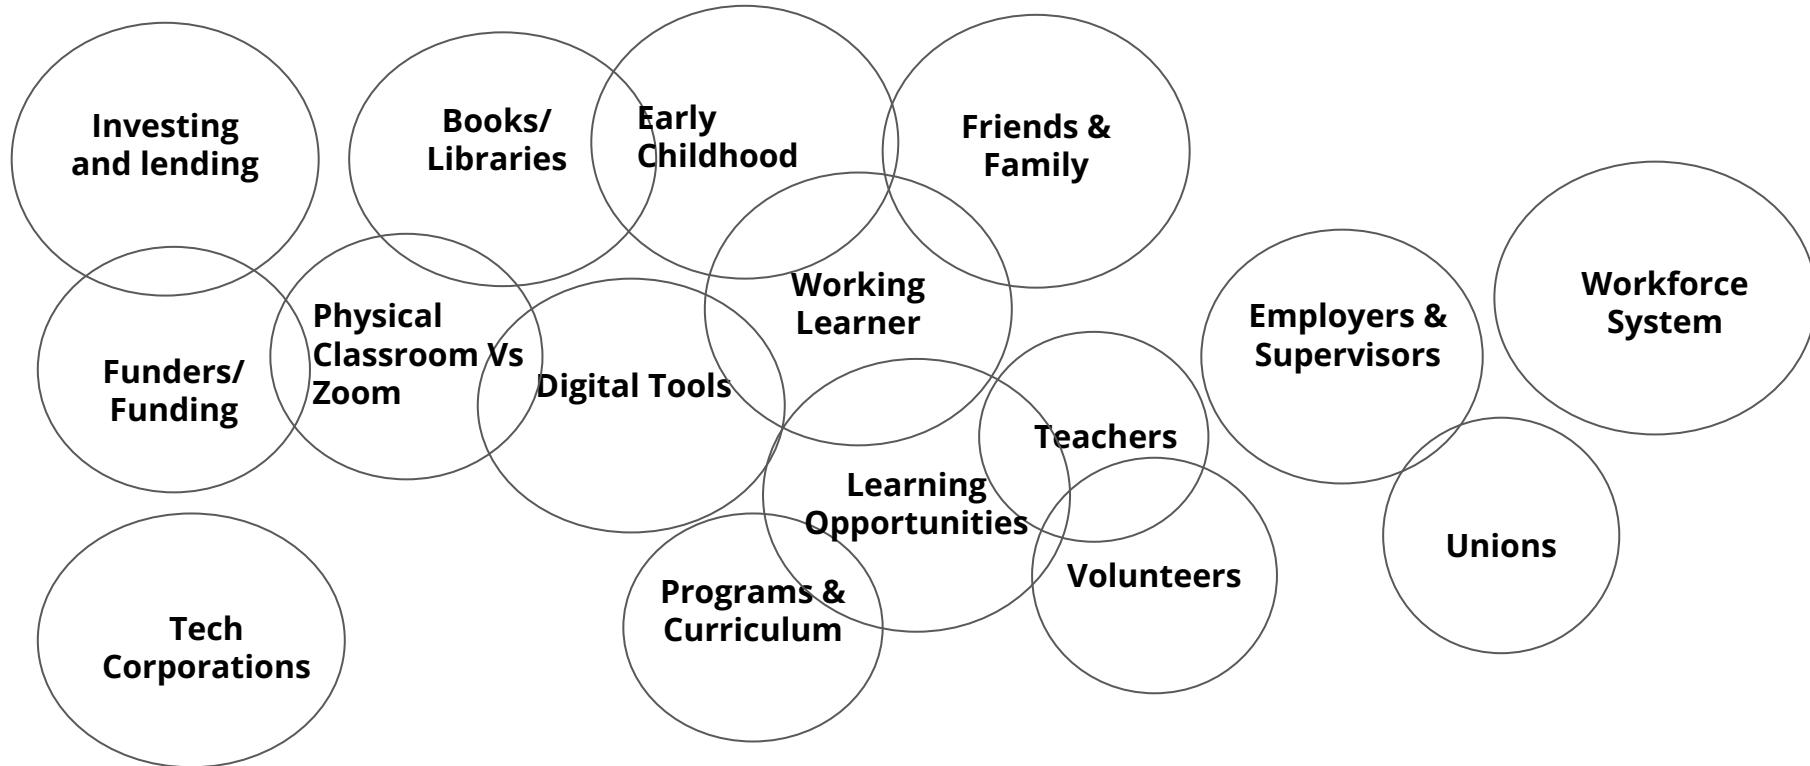 Investing
and lending
Books/
Libraries
Early
Childhood
Friends &
Family
Working
Learner
Workforce
System
Physical
Classroom Vs
Zoom
Employers &
Supervisors
Funders/
Funding
Digital Tools
Teachers
Learning
Opportunities
Unions
Volunteers
Programs &
Curriculum
Tech
Corporations